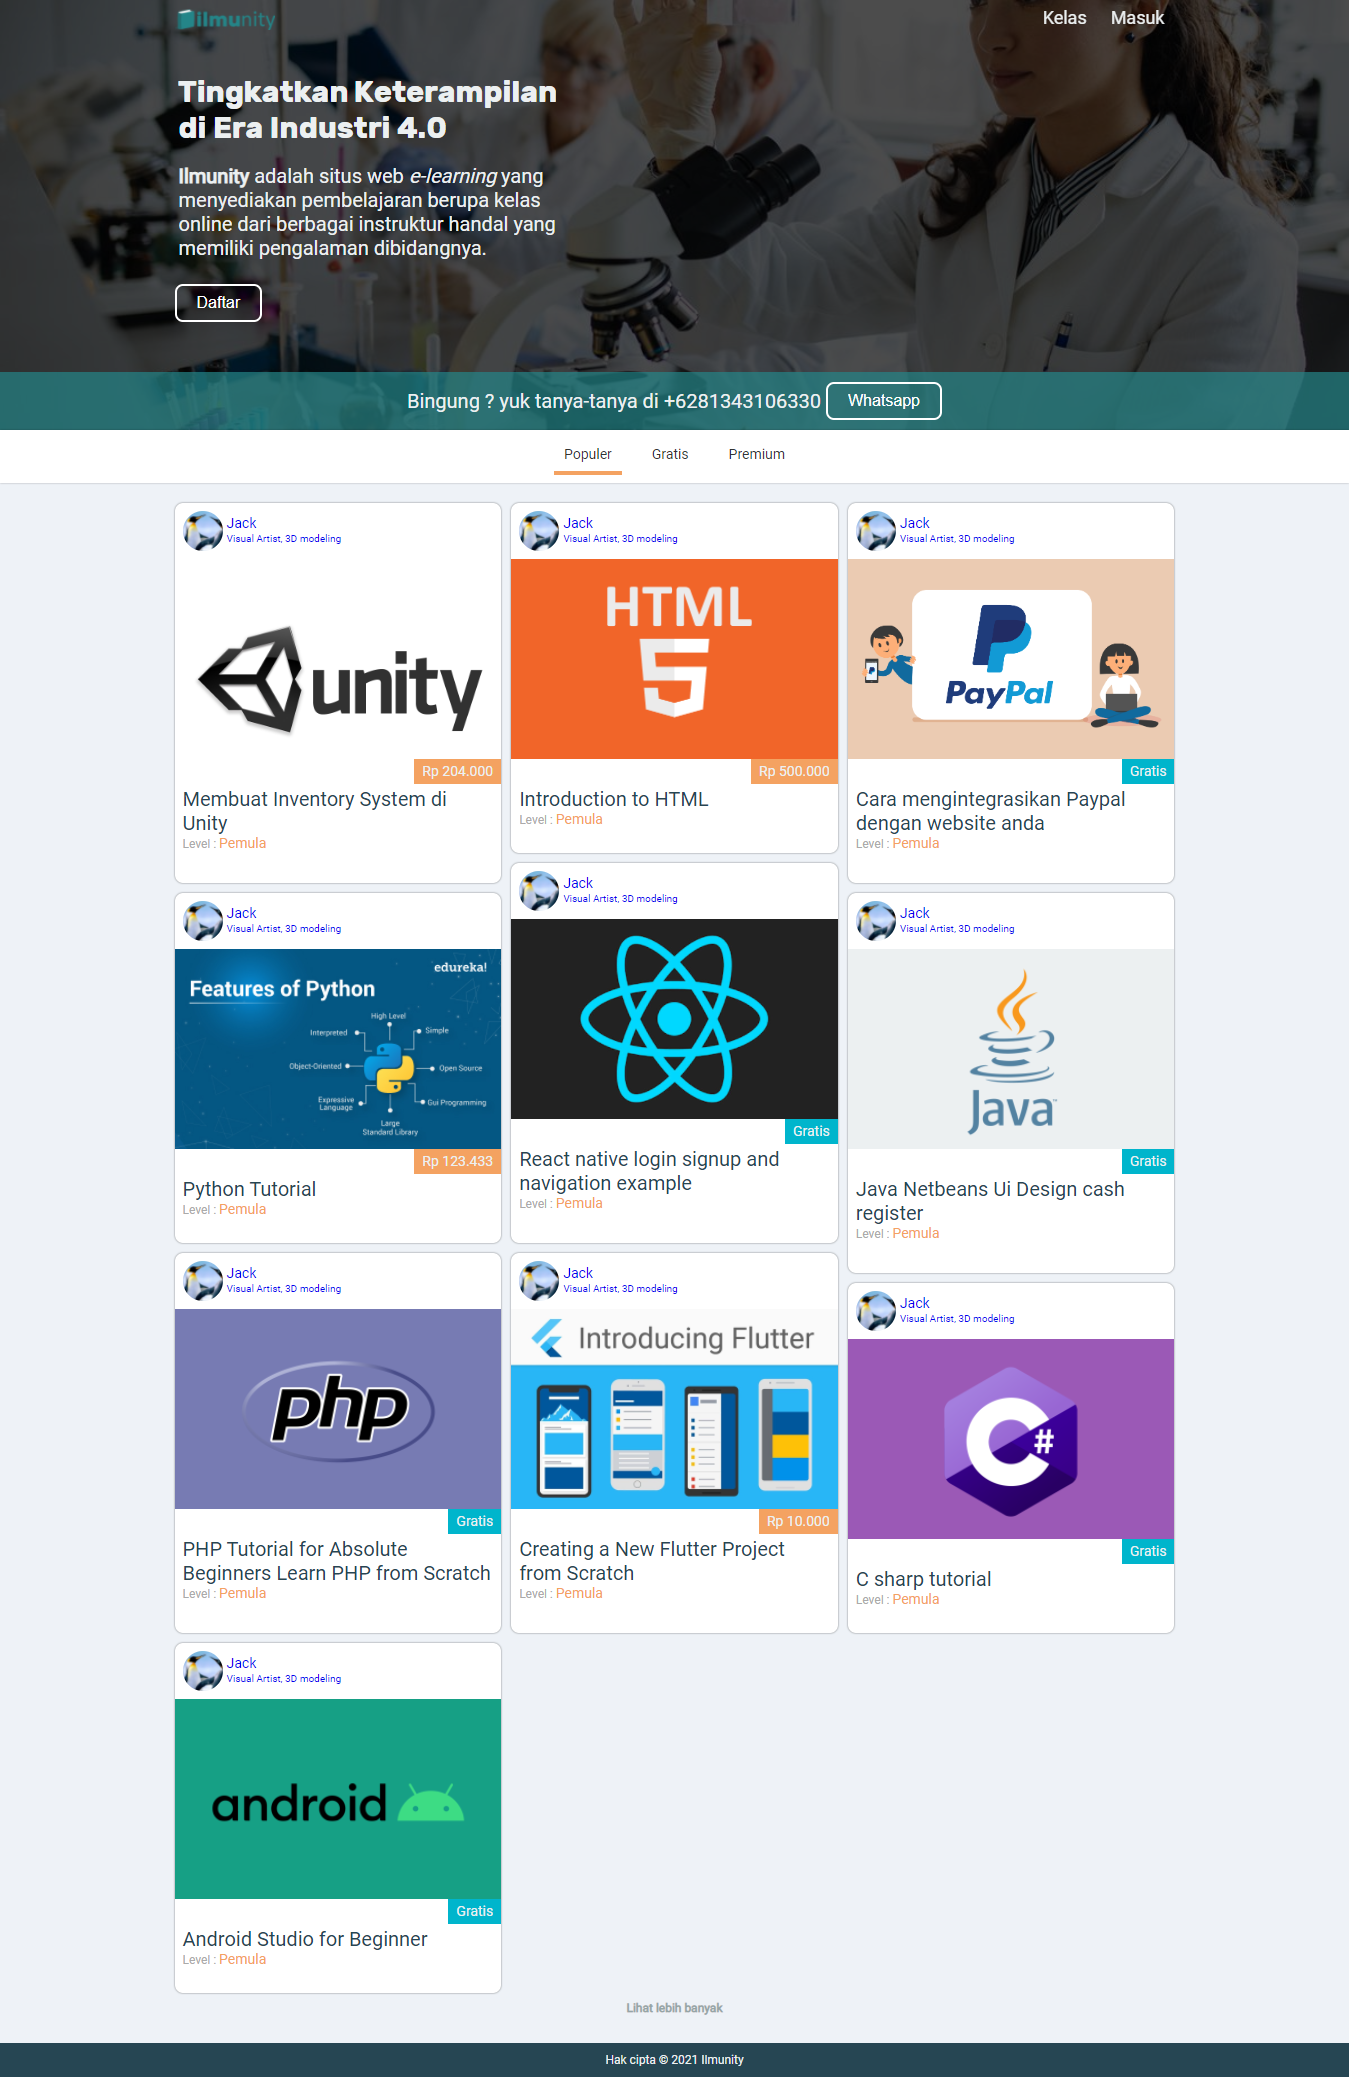 ilmunity
Kelas
Masuk
Tingkatkan Keterampilan
di Era Industri 4.0
Ilmunity adalah situs web e-learning yang
menyediakan pembelajaran berupa kelas
online dari berbagai instruktur handal yang
memiliki pengalaman dibidangnya.
Daftar
Bingung ? yuk tanya-tanya di +6281343106330
Whatsapp
Populer
Gratis
Premium
Jack
Visual Artist, 3D modeling
unity
Rp 204.000
Membuat Inventory System di
Unity
Level : Pemula
Jack
Visual Artist, 3D modeling
HTML
5
Rp 500.000
Introduction to HTML
Level : Pemula
Jack
Visual Artist, 3D modeling
PayPal
Gratis
Cara mengintegrasikan Paypal
dengan website anda
Level : Pemula
Jack
Visual Artist, 3D modeling
edureka!
Features of Python
High Level
Interpreted
Simple
Object-Oriented
Open Source
Expressive
Language
Gui Programming
Large
Standard Library
Rp 123.433
Python Tutorial
Level : Pemula
Jack
Visual Artist, 3D modeling
Gratis
React native login signup and
navigation example
Level : Pemula
Jack
Visual Artist, 3D modeling
Java™
Gratis
Java Netbeans Ui Design cash
register
Level : Pemula
Jack
Visual Artist, 3D modeling
php
Gratis
PHP Tutorial for Absolute
Beginners Learn PHP from Scratch
Level : Pemula
Jack
Visual Artist, 3D modeling
Introducing Flutter
Rp 10.000
Creating a New Flutter Project
from Scratch
Level : Pemula
Jack
Visual Artist, 3D modeling
C#
Gratis
C sharp tutorial
Level : Pemula
Jack
Visual Artist, 3D modeling
android
Gratis
Android Studio for Beginner
Level : Pemula
Lihat lebih banyak
Hak cipta © 2021 Ilmunity